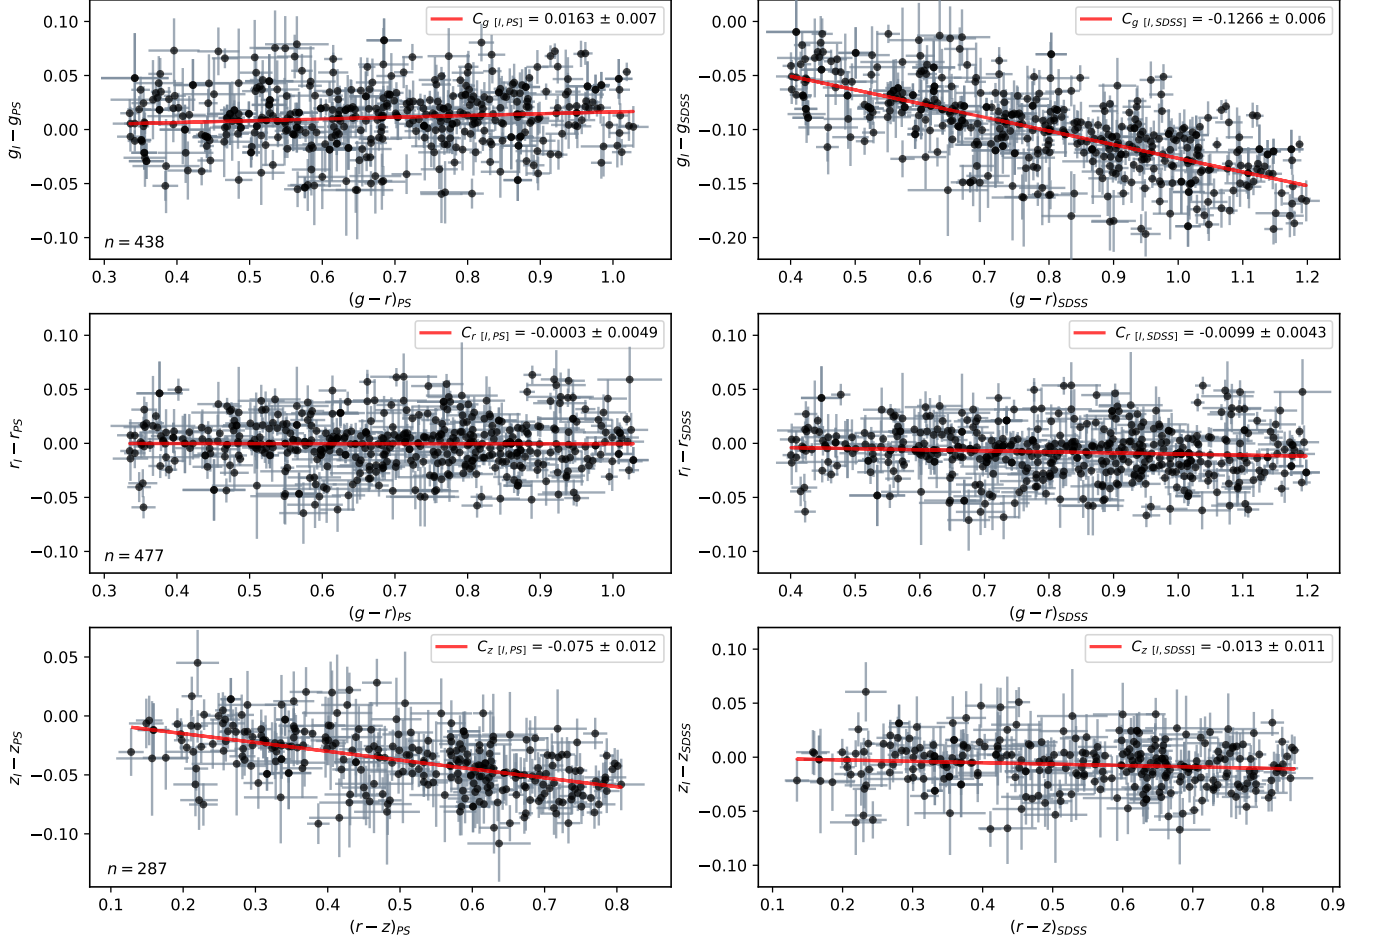 C_g [I, PS] = 0.0163 ± 0.007
0.10
0.05
0.00
−0.05
−0.10
g_I − g_PS
n = 438
0.3 0.4 0.5 0.6 0.7 0.8 0.9 1.0
(g − r)_PS
C_g [I, SDSS] = -0.1266 ± 0.006
0.00
−0.05
−0.10
−0.15
−0.20
g_I − g_SDSS
0.4 0.5 0.6 0.7 0.8 0.9 1.0 1.1 1.2
(g − r)_SDSS
C_r [I, PS] = -0.0003 ± 0.0049
0.10
0.05
0.00
−0.05
−0.10
r_I − r_PS
n = 477
0.3 0.4 0.5 0.6 0.7 0.8 0.9 1.0
(g − r)_PS
C_r [I, SDSS] = -0.0099 ± 0.0043
0.10
0.05
0.00
−0.05
−0.10
r_I − r_SDSS
0.4 0.5 0.6 0.7 0.8 0.9 1.0 1.1 1.2
(g − r)_SDSS
C_z [I, PS] = -0.075 ± 0.012
0.05
0.00
−0.05
−0.10
z_I − z_PS
n = 287
0.1 0.2 0.3 0.4 0.5 0.6 0.7 0.8
(r − z)_PS
C_z [I, SDSS] = -0.013 ± 0.011
0.10
0.05
0.00
−0.05
−0.10
z_I − z_SDSS
0.1 0.2 0.3 0.4 0.5 0.6 0.7 0.8 0.9
(r − z)_SDSS